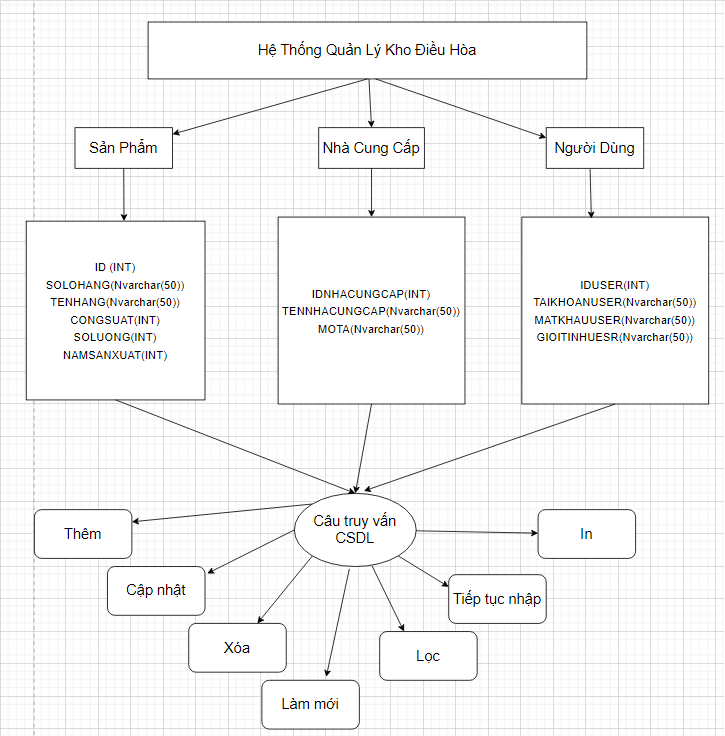 Hệ Thống Quản Lý Kho Điều Hòa
Sản Phẩm
Nhà Cung Cấp
Người Dùng
ID (INT)
SOLOHANG(Nvarchar(50))
TENHANG(Nvarchar(50))
CONGSUAT(INT)
SOLUONG(INT)
NAMSANXUAT(INT)
IDNHACUNGCAP(INT)
TENNHACUNGCAP(Nvarchar(50))
MOTA(Nvarchar(50))
IDUSER(INT)
TAIKHOANUSER(Nvarchar(50))
MATKHAUUSER(Nvarchar(50))
GIOITINHUESR(Nvarchar(50))
Câu truy vấn
CSDL
Thêm
In
Cập nhật
Tiếp tục nhập
Xóa
Lọc
Làm mới